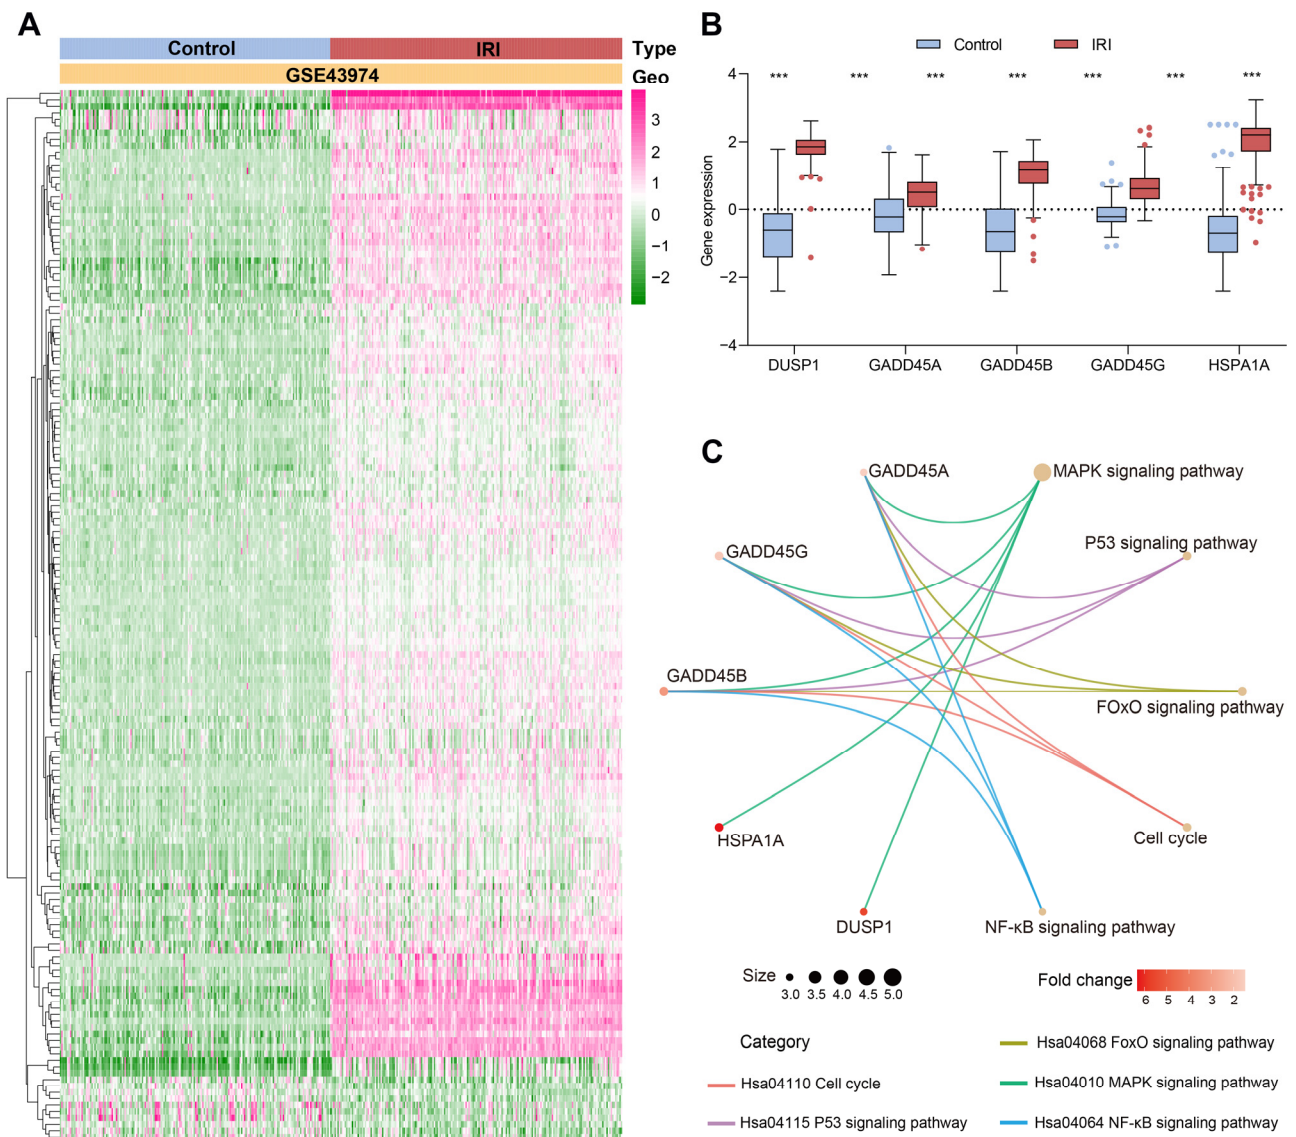 A
Control
IRI
Type
GSE43974
Geo
3
2
1
0
−1
−2
B
Control
IRI
Gene expression
4
2
0
−2
−4
***
***
***
***
***
***
***
DUSP1
GADD45A
GADD45B
GADD45G
HSPA1A
C
GADD45A
MAPK signaling pathway
GADD45G
P53 signaling pathway
GADD45B
FOxO signaling pathway
HSPA1A
Cell cycle
DUSP1
NF-κB signaling pathway
Size
3.0 3.5 4.0 4.5 5.0
Fold change
6 5 4 3 2
Category
Hsa04068 FoxO signaling pathway
Hsa04110 Cell cycle
Hsa04010 MAPK signaling pathway
Hsa04115 P53 signaling pathway
Hsa04064 NF-κB signaling pathway